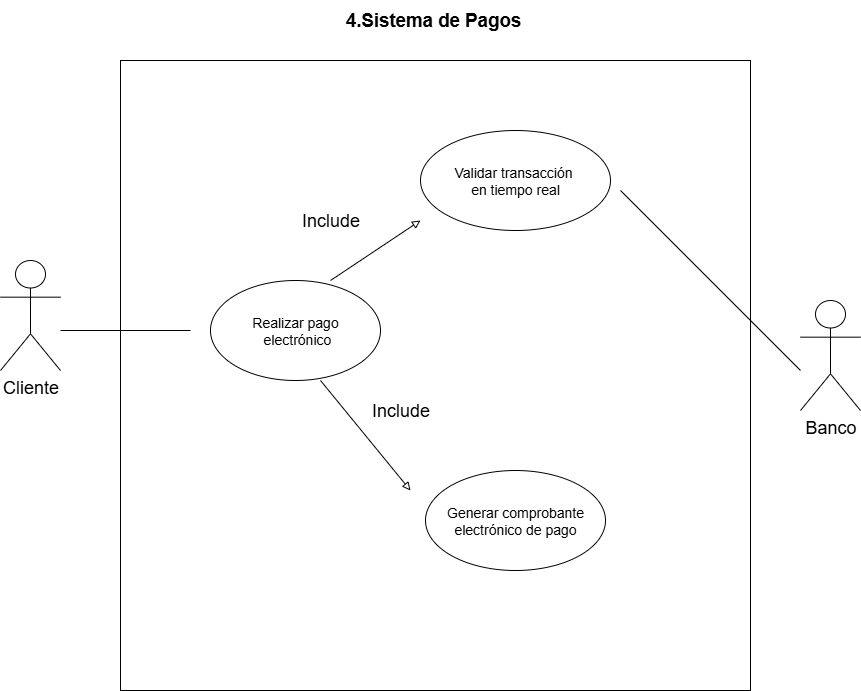 4.Sistema de Pagos
Validar transacción
en tiempo real
Include
Realizar pago
electrónico
Cliente
Include
Banco
Generar comprobante
electrónico de pago